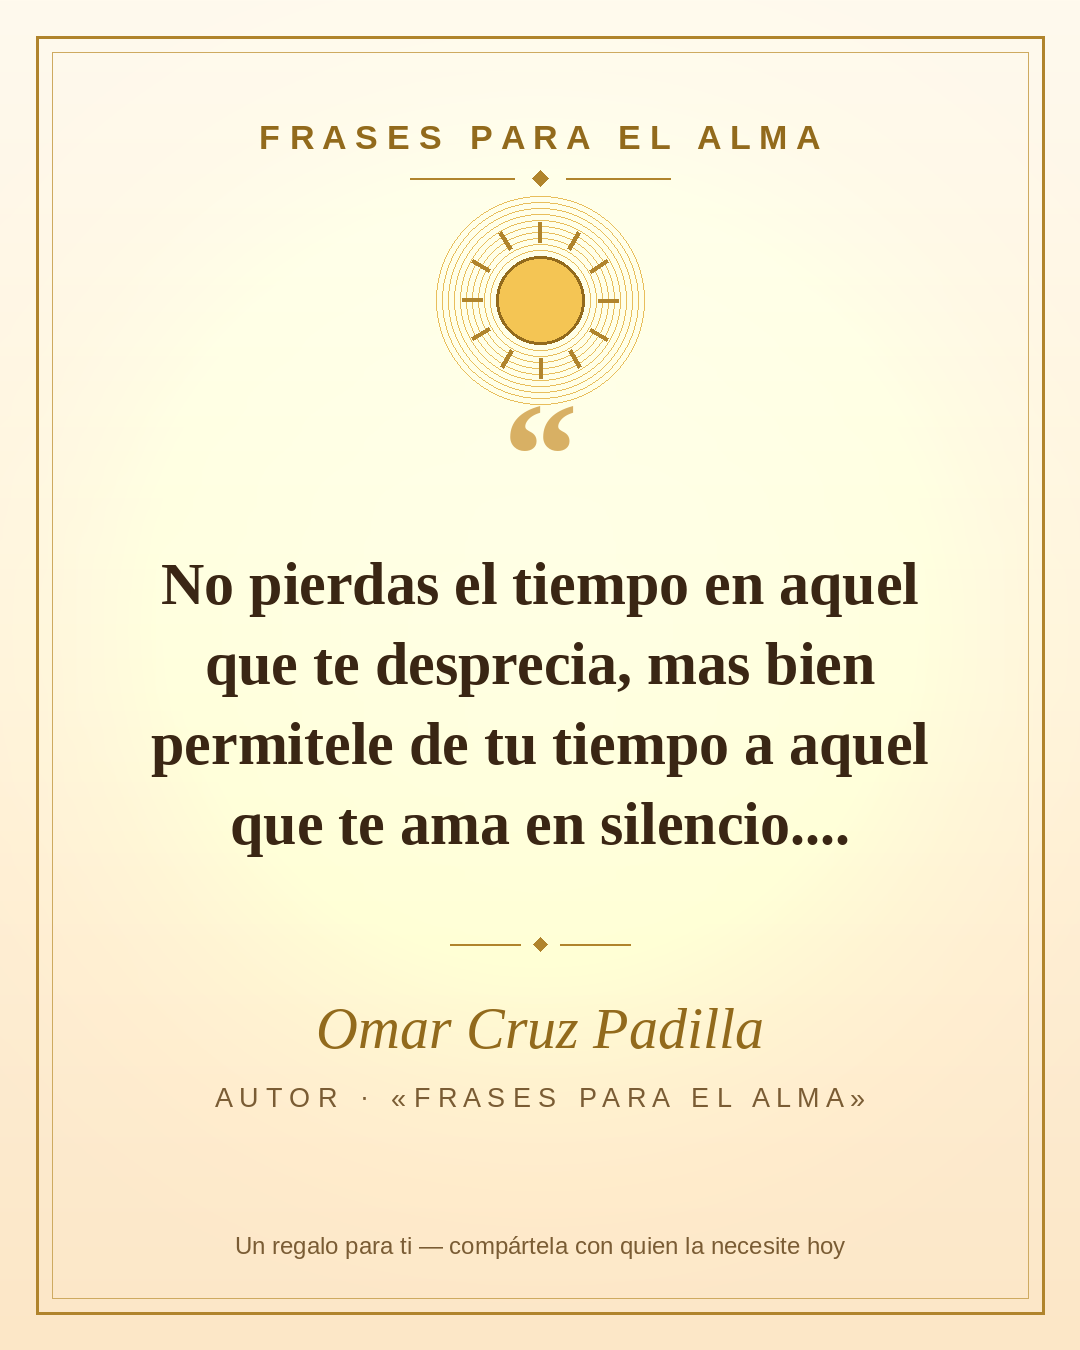 FRASES PARA EL ALMA
“
No pierdas el tiempo en aquel
que te desprecia, mas bien
permitele de tu tiempo a aquel
que te ama en silencio....
Omar Cruz Padilla
AUTOR · «FRASES PARA EL ALMA»
Un regalo para ti — compártela con quien la necesite hoy